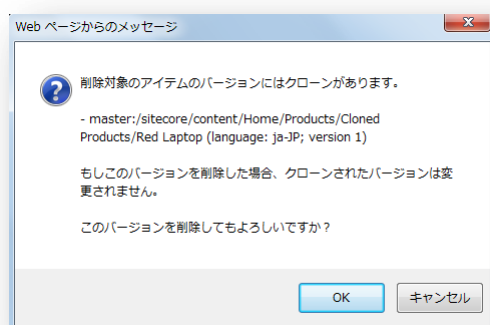 Web ページからのメッセージ
削除対象のアイテムのバージョンにはクローンがあります。
- master:/sitecore/content/Home/Products/Cloned
Products/Red Laptop (language: ja-JP; version 1)
もしこのバージョンを削除した場合、クローンされたバージョンは変
更されません。
このバージョンを削除してもよろしいですか？
OK
キャンセル